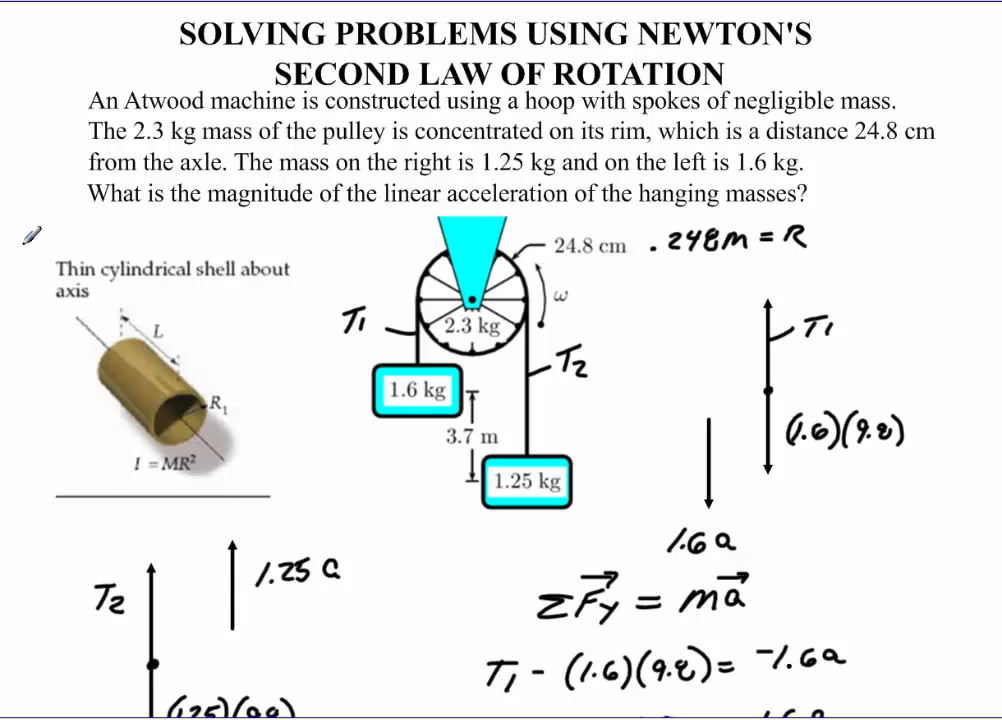 SOLVING PROBLEMS USING NEWTON'S
SECOND LAW OF ROTATION
An Atwood machine is constructed using a hoop with spokes of negligible mass.
The 2.3 kg mass of the pulley is concentrated on its rim, which is a distance 24.8 cm
from the axle. The mass on the right is 1.25 kg and on the left is 1.6 kg.
What is the magnitude of the linear acceleration of the hanging masses?
24.8 cm
.248m = R
Thin cylindrical shell about
axis
L
R1
I = MR²
ω
T1
2.3 kg
T2
1.6 kg
3.7 m
1.25 kg
T1
(1.6)(9.8)
1.6a
T2
1.25 a
ΣFy = ma
T1 - (1.6)(9.8) = -1.6a
(1.25)(9.8)